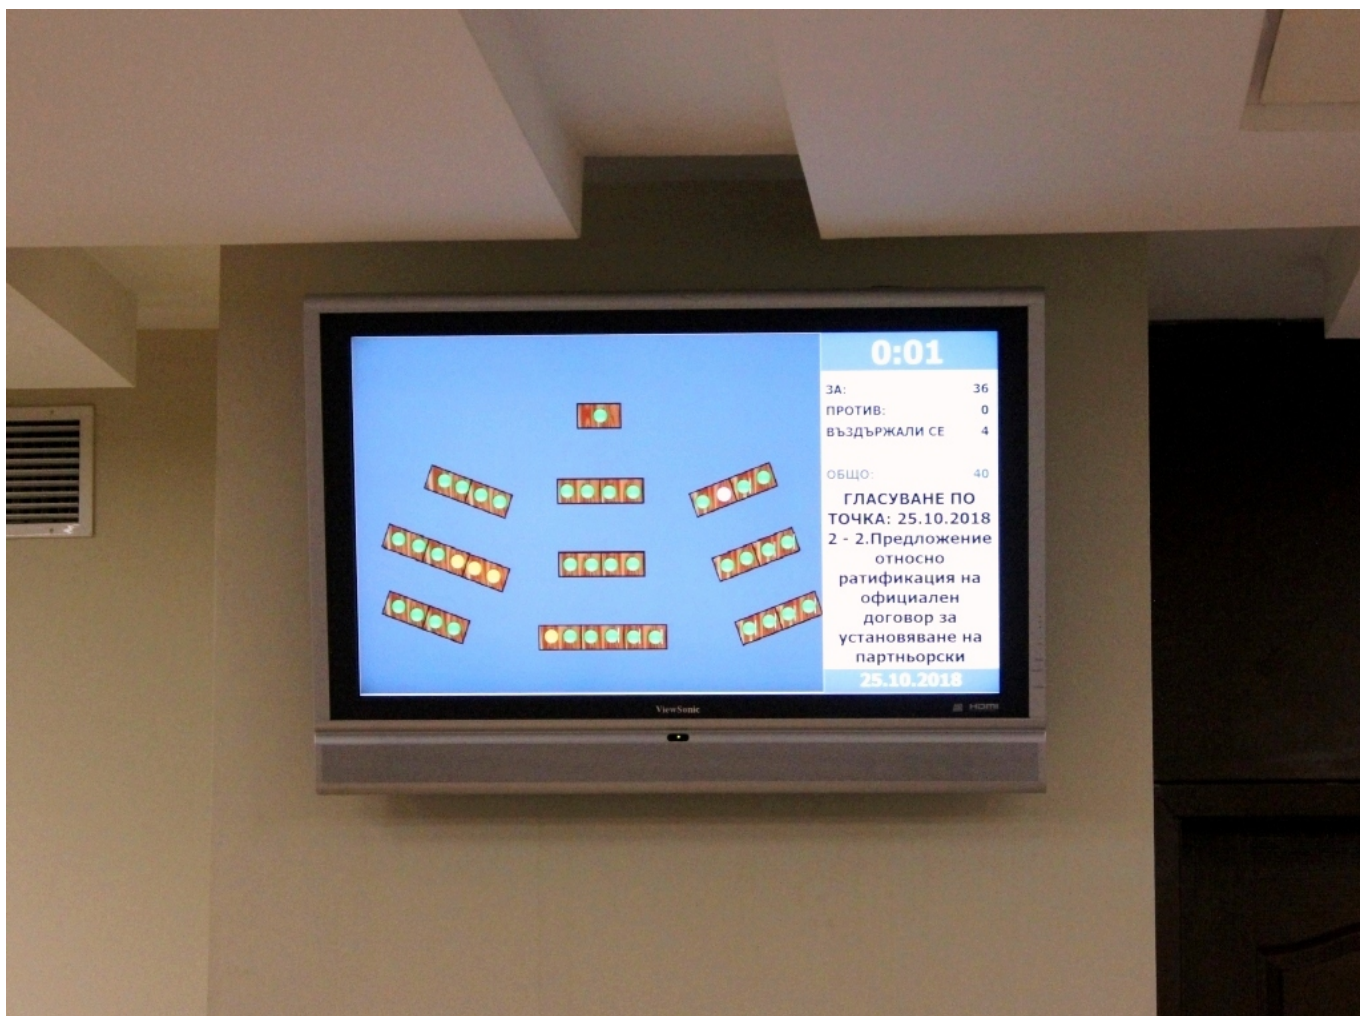 0:01
ЗА: 36
ПРОТИВ: 0
ВЪЗДЪРЖАЛИ СЕ 4
ОБЩО: 40
ГЛАСУВАНЕ ПО
ТОЧКА: 25.10.2018
2 - 2.Предложение
относно
ратификация на
официален
договор за
установяване на
партньорски
25.10.2018
ViewSonic
HDMI